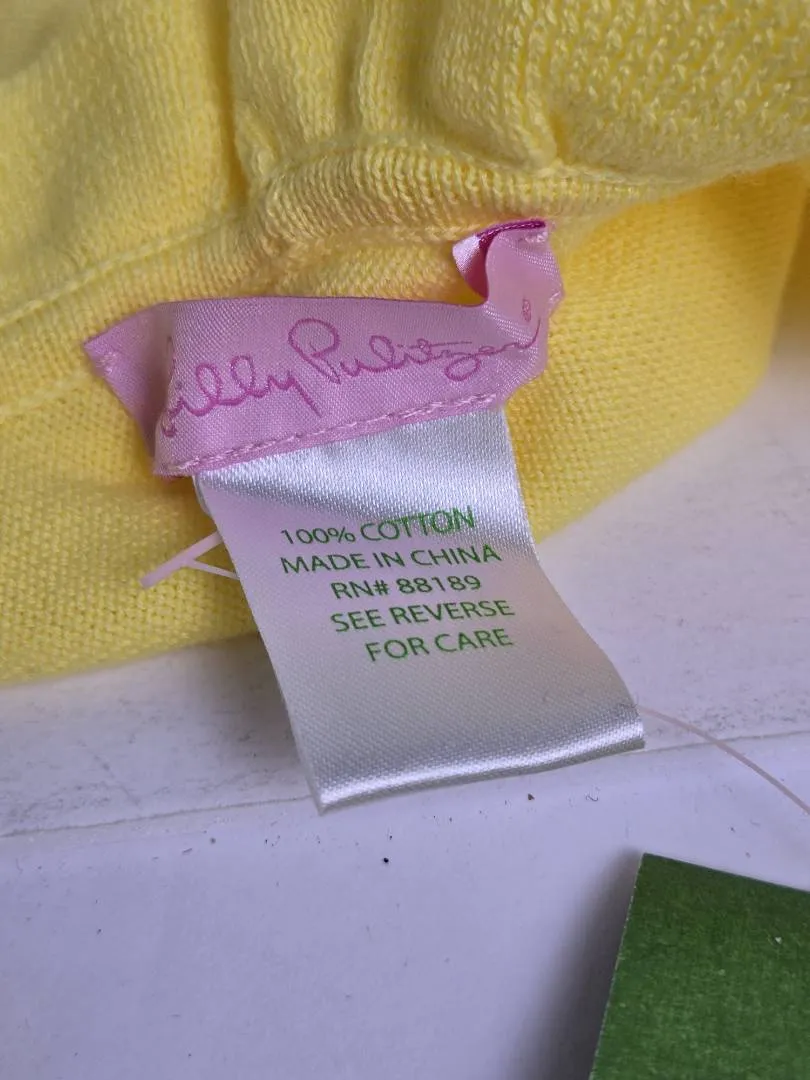 Lilly Pulitzer®
100% COTTON
MADE IN CHINA
RN# 88189
SEE REVERSE
FOR CARE